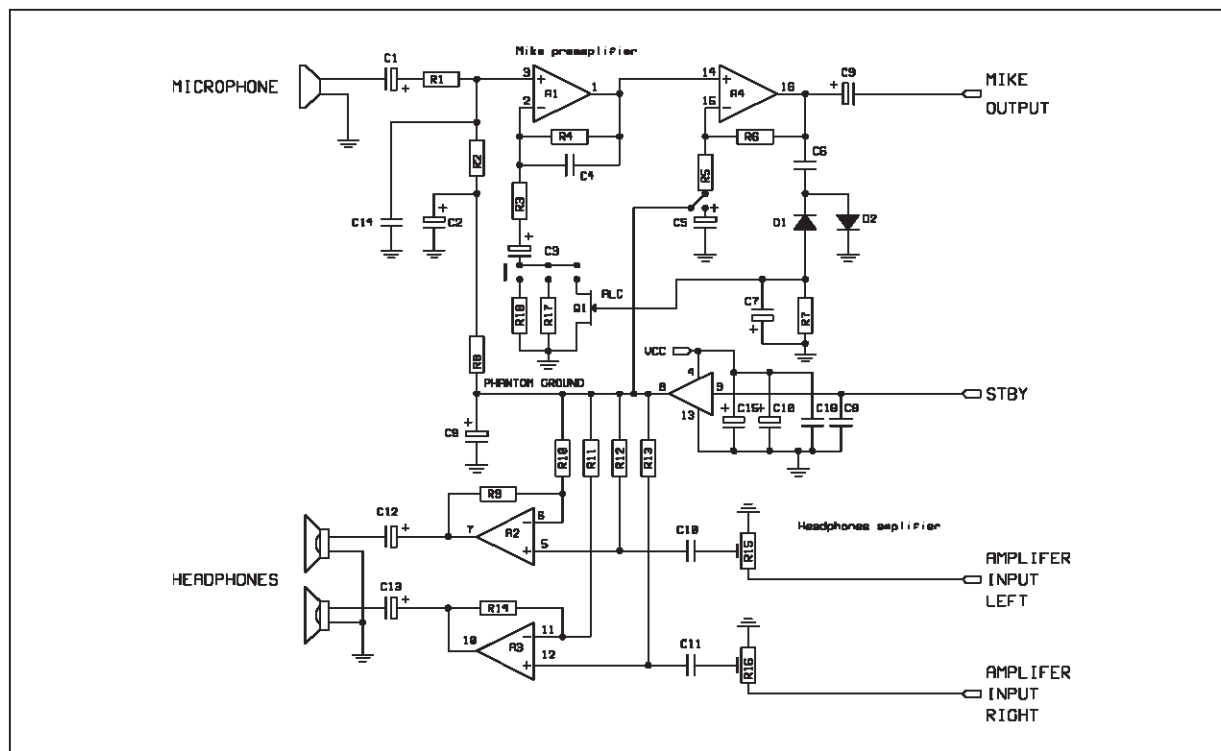 Mike preamplifier
MICROPHONE
C1
+
R1
3
+
A1
1
2
-
R4
C4
14
+
A4
16
15
-
R6
C9
+
MIKE
OUTPUT
R2
C14
+
C2
R3
+
C3
R5
+
C5
C6
D1
D2
ALC
Q1
R18
R17
C7
+
R7
VCC
4
8
9
13
STBY
+
C15
+
C10
C18
C8
R8
PHANTOM GROUND
+
R10
R11
R12
R13
R9
C12
+
7
6
-
A2
5
+
C10
R15
Headphones amplifier
AMPLIFER
INPUT
LEFT
HEADPHONES
C13
+
R14
10
11
-
A3
12
+
C11
R16
AMPLIFER
INPUT
RIGHT